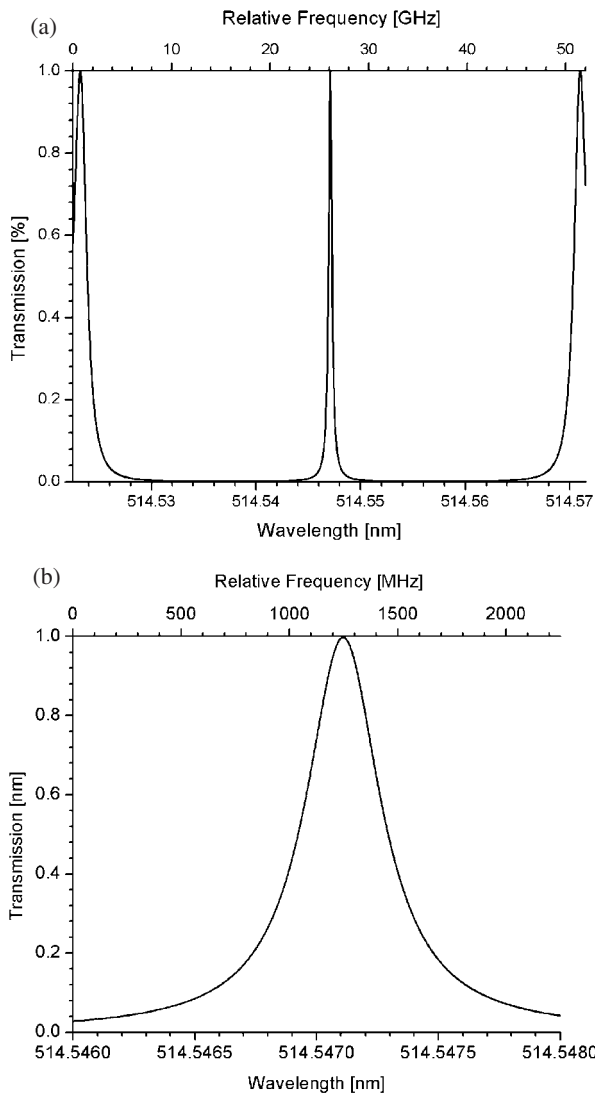 (a)
Relative Frequency [GHz]
0 10 20 30 40 50
1.0
0.8
0.6
0.4
0.2
0.0
Transmission [%]
514.53 514.54 514.55 514.56 514.57
Wavelength [nm]
(b)
Relative Frequency [MHz]
0 500 1000 1500 2000
1.0
0.8
0.6
0.4
0.2
0.0
Transmission [nm]
514.5460 514.5465 514.5470 514.5475 514.5480
Wavelength [nm]